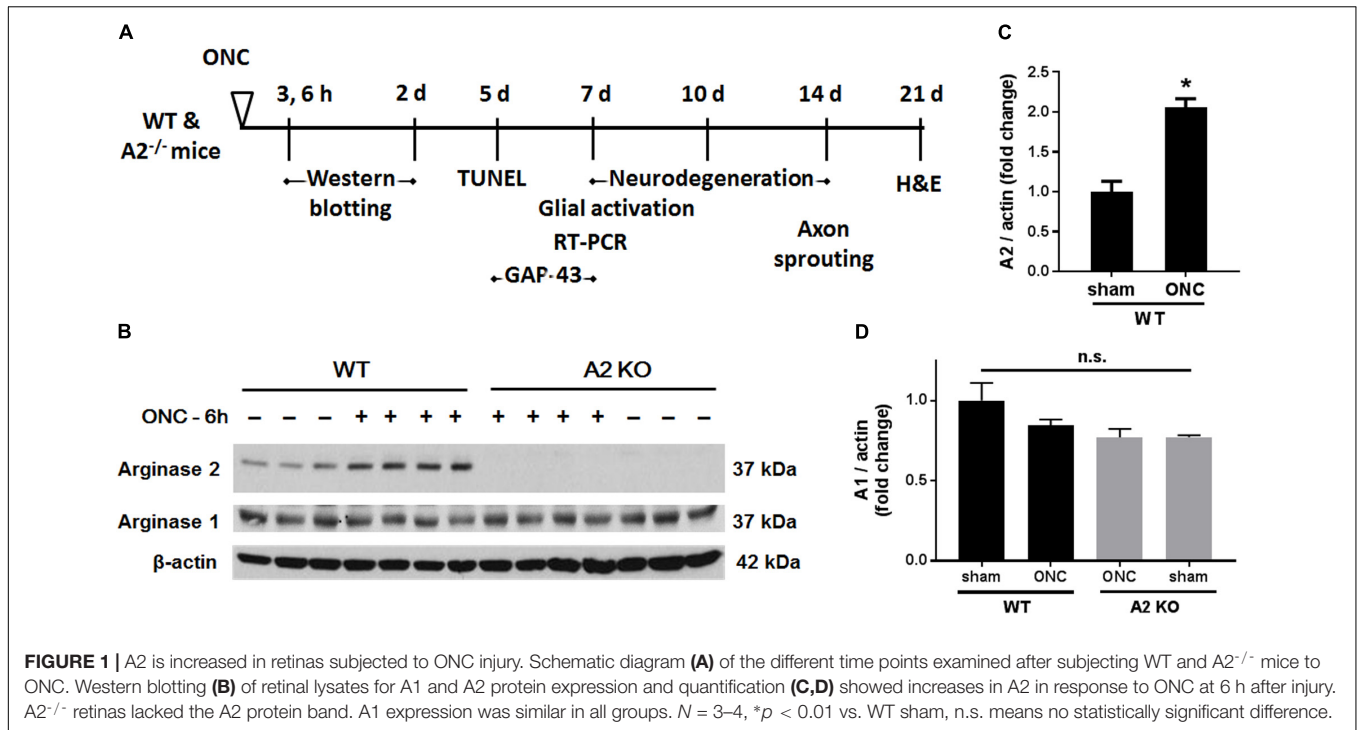 A
ONC
3, 6 h 2 d 5 d 7 d 10 d 14 d 21 d
WT &
A2-/- mice
Western
blotting
TUNEL
Neurodegeneration
H&E
Glial activation
RT-PCR
GAP-43
Axon
sprouting
C
A2 / actin (fold change)
2.5
2.0
1.5
1.0
0.5
0.0
*
sham ONC
WT
B
WT A2 KO
ONC - 6h – – – + + + + + + + + – – –
Arginase 2 37 kDa
Arginase 1 37 kDa
β-actin 42 kDa
D
A1 / actin
(fold change)
n.s.
1.0
0.5
0.0
sham ONC ONC sham
WT A2 KO
FIGURE 1 | A2 is increased in retinas subjected to ONC injury. Schematic diagram (A) of the different time points examined after subjecting WT and A2-/- mice to
ONC. Western blotting (B) of retinal lysates for A1 and A2 protein expression and quantification (C,D) showed increases in A2 in response to ONC at 6 h after injury.
A2-/- retinas lacked the A2 protein band. A1 expression was similar in all groups. N = 3–4, *p < 0.01 vs. WT sham, n.s. means no statistically significant difference.